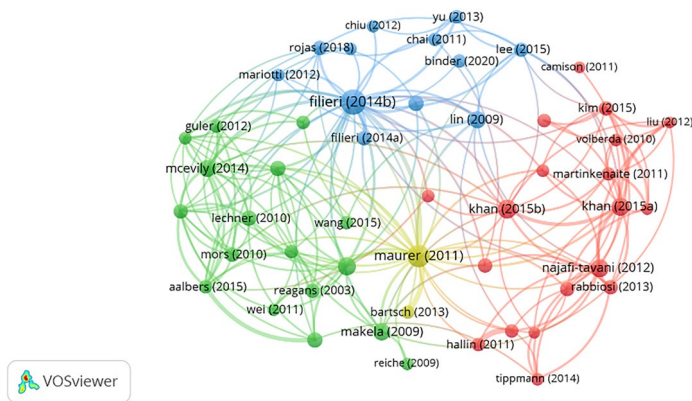 chiu (2012)
yu (2013)
rojas (2018)
chai (2011)
lee (2015)
binder (2020)
camison (2011)
mariotti (2012)
filieri (2014b)
kim (2015)
liu (2012)
guler (2012)
filieri (2014a)
lin (2009)
volberda (2010)
mcevily (2014)
martinkenaite (2011)
lechner (2010)
wang (2015)
khan (2015b)
khan (2015a)
mors (2010)
maurer (2011)
najafi-tavani (2012)
aalbers (2015)
reagans (2003)
rabbiosi (2013)
wei (2011)
bartsch (2013)
makela (2009)
hallin (2011)
reiche (2009)
tippmann (2014)
VOSviewer